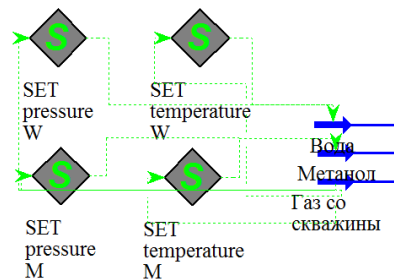 S
S
SET
pressure
W
SET
temperature
W
Вода
Метанол
Газ со
скважины
S
S
SET
pressure
M
SET
temperature
M